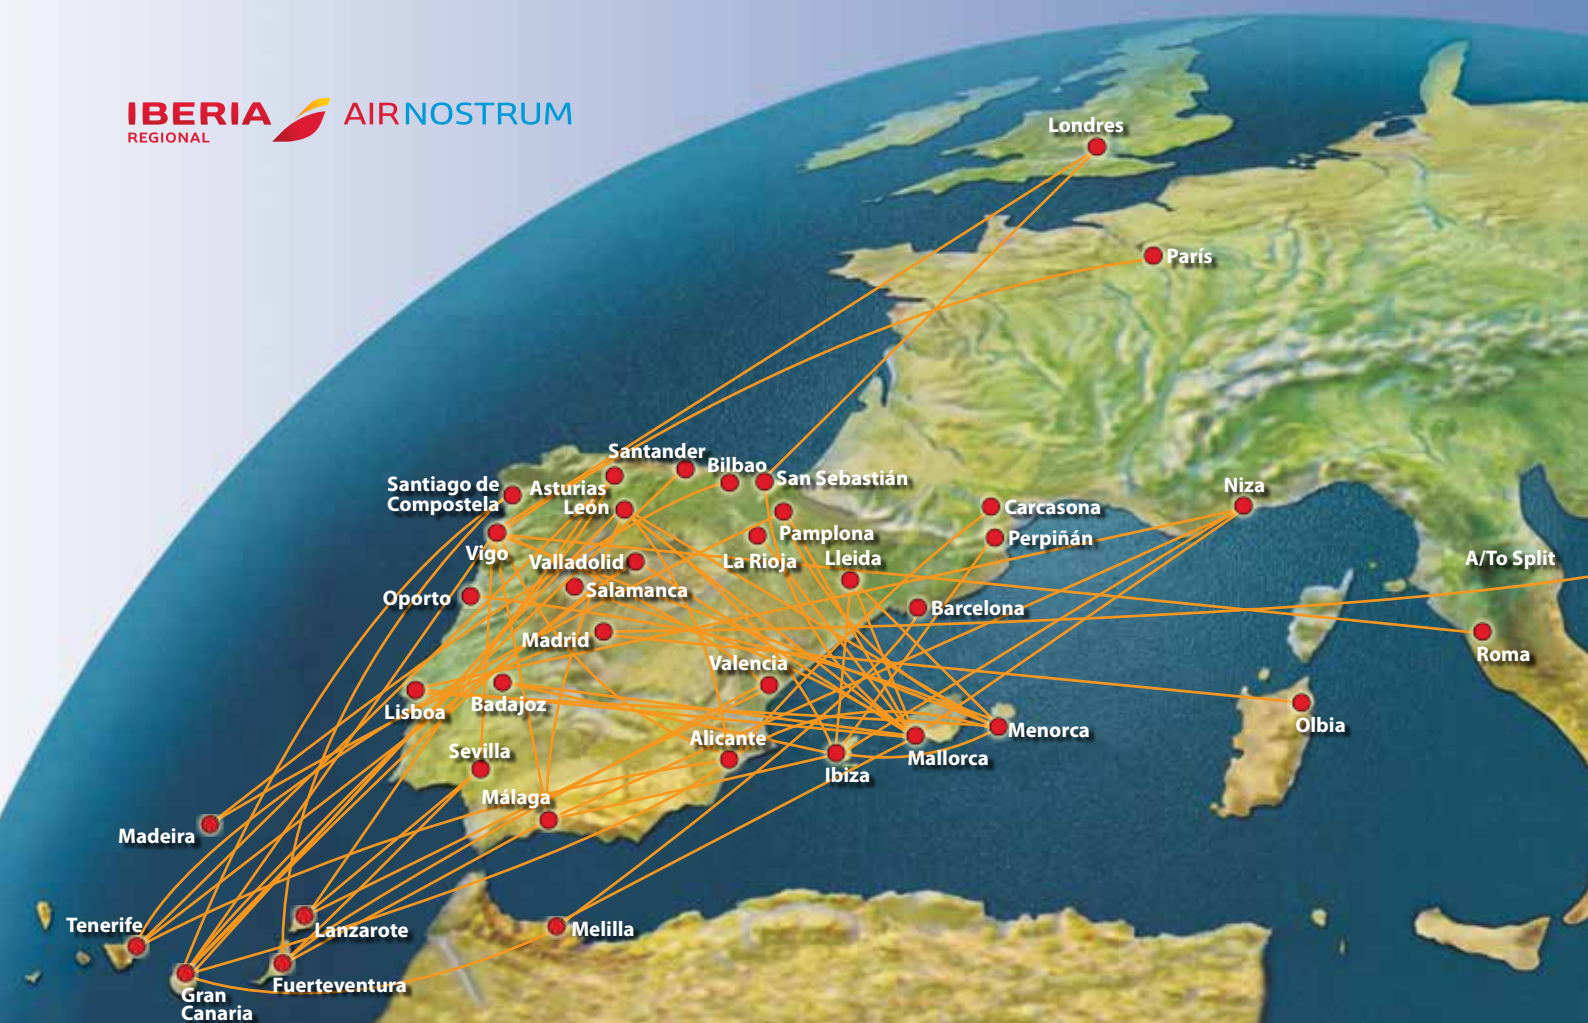 IBERIA
REGIONAL
AIRNOSTRUM
Londres
París
Santander
Bilbao
San Sebastián
Santiago de
Compostela
Asturias
León
Niza
Carcasona
Pamplona
Perpiñán
Vigo
Valladolid
La Rioja
Lleida
A/To Split
Salamanca
Oporto
Barcelona
Madrid
Valencia
Roma
Lisboa
Badajoz
Olbia
Menorca
Alicante
Sevilla
Mallorca
Ibiza
Málaga
Madeira
Tenerife
Lanzarote
Melilla
Fuerteventura
Gran
Canaria